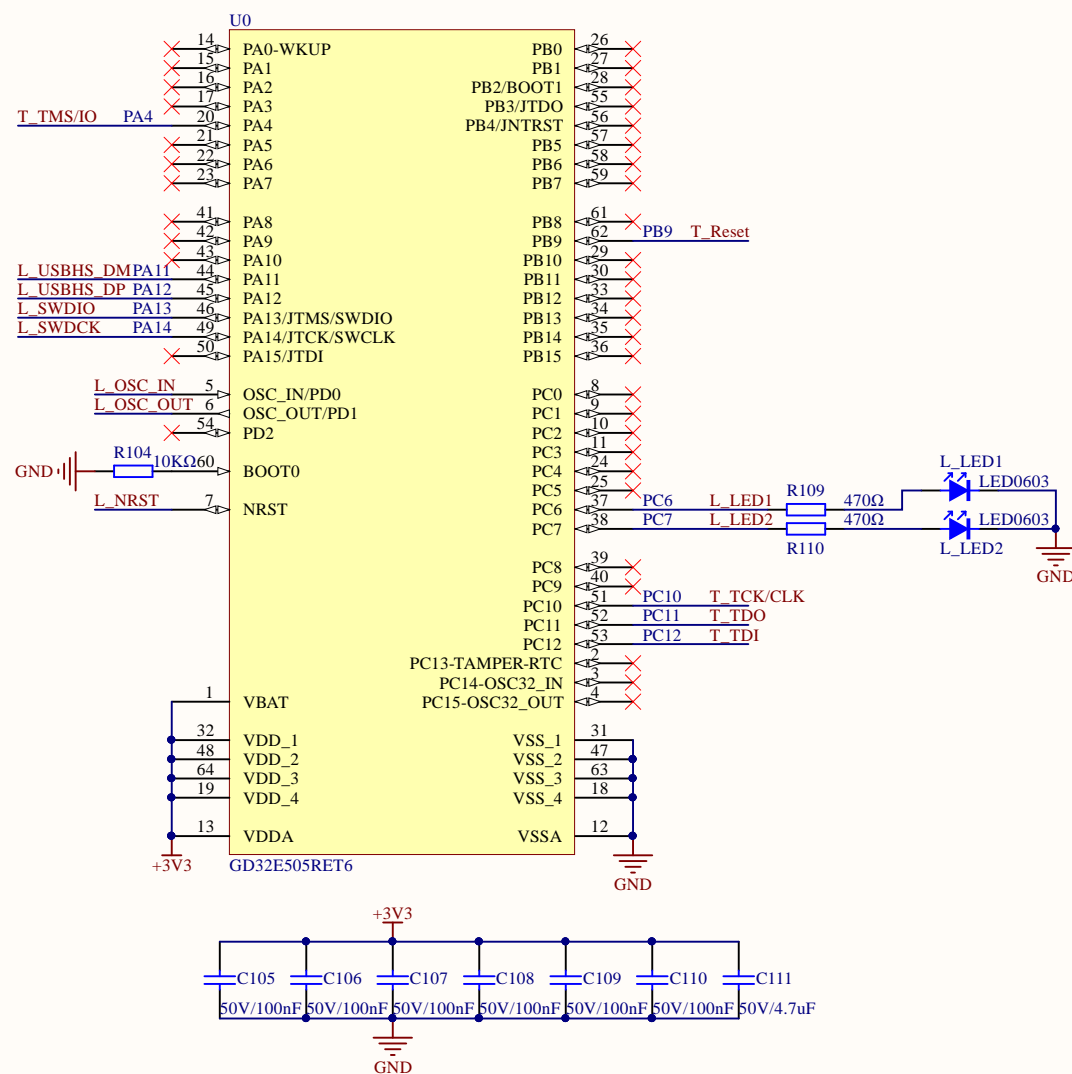 U0
14 PA0-WKUP PB0 26
15 PA1 PB1 27
16 PA2 PB2/BOOT1 28
17 PA3 PB3/JTDO 55
T_TMS/IO PA4 20 PA4 PB4/JNTRST 56
21 PA5 PB5 57
22 PA6 PB6 58
23 PA7 PB7 59
41 PA8 PB8 61
42 PA9 PB9 62 PB9 T_Reset
43 PA10 PB10 29
L_USBHS_DM PA11 44 PA11 PB11 30
L_USBHS_DP PA12 45 PA12 PB12 33
L_SWDIO PA13 46 PA13/JTMS/SWDIO PB13 34
L_SWDCK PA14 49 PA14/JTCK/SWCLK PB14 35
50 PA15/JTDI PB15 36
L_OSC_IN 5 OSC_IN/PD0 PC0 8
L_OSC_OUT 6 OSC_OUT/PD1 PC1 9
54 PD2 PC2 10
R104 PC3 11
GND 10KΩ 60 BOOT0 PC4 24
PC5 25
L_LED1
LED0603
L_NRST 7 NRST PC6 37 PC6 L_LED1 R109 470Ω
PC7 38 PC7 L_LED2 R110 470Ω
LED0603
L_LED2
GND
PC8 39
PC9 40
PC10 51 PC10 T_TCK/CLK
PC11 52 PC11 T_TDO
PC12 53 PC12 T_TDI
PC13-TAMPER-RTC 2
PC14-OSC32_IN 3
1 VBAT PC15-OSC32_OUT 4
32 VDD_1 VSS_1 31
48 VDD_2 VSS_2 47
64 VDD_3 VSS_3 63
19 VDD_4 VSS_4 18
13 VDDA VSSA 12
+3V3 GD32E505RET6 GND
+3V3
C105 C106 C107 C108 C109 C110 C111
50V/100nF 50V/100nF 50V/100nF 50V/100nF 50V/100nF 50V/100nF 50V/4.7uF
GND